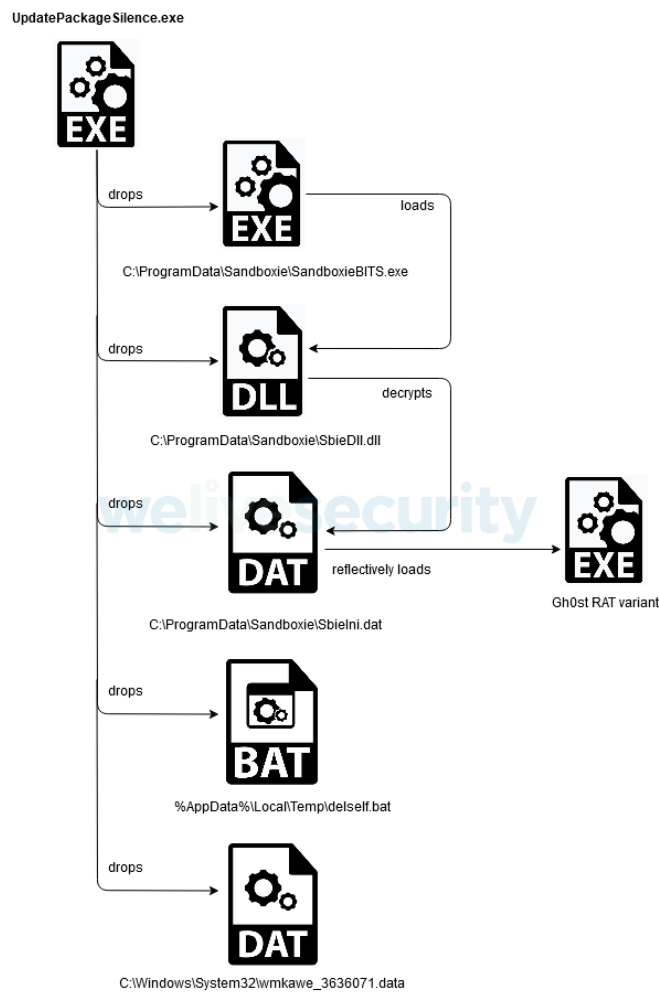 UpdatePackageSilence.exe
EXE
drops
EXE
loads
C:\ProgramData\Sandboxie\SandboxieBITS.exe
drops
DLL
decrypts
C:\ProgramData\Sandboxie\SbieDll.dll
drops
welivesecurity
DAT
reflectively loads
EXE
Gh0st RAT variant
C:\ProgramData\Sandboxie\SbieIni.dat
drops
BAT
%AppData%\Local\Temp\delself.bat
drops
DAT
C:\Windows\System32\wmkawe_3636071.data